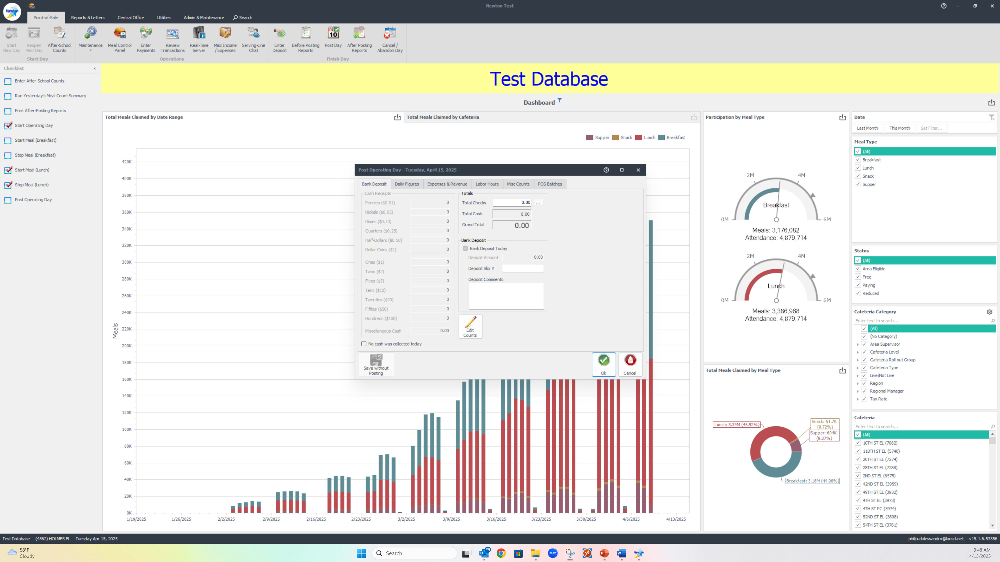 Newton Test
Newton
Point-of-Sale
Reports & Letters
Central Office
Utilities
Admin & Maintenance
Search
Start New Day
Reopen Past Day
After-School Counts
Maintenance
Meal Control Panel
Enter Payments
Review Transactions
Real-Time Server
Misc Income / Expenses
Serving-Line Chat
Enter Deposit
Before Posting Reports
Post Day
After Posting Reports
Cancel / Abandon Day
Start Day
Operations
Finish Day
Checklist
Enter After-School Counts
Run Yesterday's Meal Count Summary
Print After-Posting Reports
Start Operating Day
Start Meal (Breakfast)
Stop Meal (Breakfast)
Start Meal (Lunch)
Stop Meal (Lunch)
Post Operating Day
Test Database
Dashboard
Total Meals Claimed by Date Range
Total Meals Claimed by Cafeteria
Supper
Snack
Lunch
Breakfast
420K
400K
380K
360K
340K
320K
300K
280K
260K
240K
220K
200K
180K
160K
140K
120K
100K
80K
60K
40K
20K
0K
Meals
1/19/2025
1/26/2025
2/2/2025
2/9/2025
2/16/2025
2/23/2025
3/2/2025
3/9/2025
3/16/2025
3/23/2025
3/30/2025
4/6/2025
4/13/2025
Post Operating Day - Tuesday, April 15, 2025
Bank Deposit
Daily Figures
Expenses & Revenue
Labor Hours
Misc Counts
POS Batches
Cash Receipts
Pennies ($0.01) 0
Nickels ($0.05) 0
Dimes ($0.10) 0
Quarters ($0.25) 0
Half-Dollars ($0.50) 0
Dollar Coins ($1) 0
Ones ($1) 0
Twos ($2) 0
Fives ($5) 0
Tens ($10) 0
Twenties ($20) 0
Fifites ($50) 0
Hundreds ($100) 0
Miscellaneous Cash 0.00
No cash was collected today
Totals
Total Checks 0.00 ...
Total Cash 0.00
Grand Total 0.00
Bank Deposit
Bank Deposit Today
Deposit Amount 0.00
Deposit Slip #
Deposit Comments
Edit Counts
Save without Posting
Ok
Cancel
Participation by Meal Type
0M 2M 4M 6M
Breakfast
Meals: 3,176,082
Attendance: 4,879,714
0M 2M 4M 6M
Lunch
Meals: 3,386,968
Attendance: 4,879,714
Total Meals Claimed by Meal Type
Lunch: 3.39M (46.92%)
Snack: 51.7K (0.72%)
Supper: 604K (8.37%)
Breakfast: 3.18M (44.00%)
Date
Last Month
This Month
Set Filter...
Meal Type
(All)
Breakfast
Lunch
Snack
Supper
Status
(All)
Area Eligible
Free
Paying
Reduced
Cafeteria Category
Enter text to search...
(All)
(No Category)
Area Supervisor
Cafeteria Level
Cafeteria Roll out Group
Cafeteria Type
Live/Not Live
Region
Regional Manager
Tax Rate
Cafeteria
Enter text to search...
(All)
10TH ST EL (7082)
118TH ST EL (5740)
20TH ST EL (7274)
28TH ST EL (7288)
2ND ST EL (6575)
42ND ST EL (3959)
49TH ST EL (3932)
4TH ST EL (3973)
4TH ST PC (3974)
52ND ST EL (3808)
54TH ST EL (3781)
Test Database (4562) HOLMES EL Tuesday Apr 15, 2025
philip.dalessandro@lausd.net v15.1.6.53356
58°F
Cloudy
Search
zoom
Newton
9:48 AM
4/15/2025